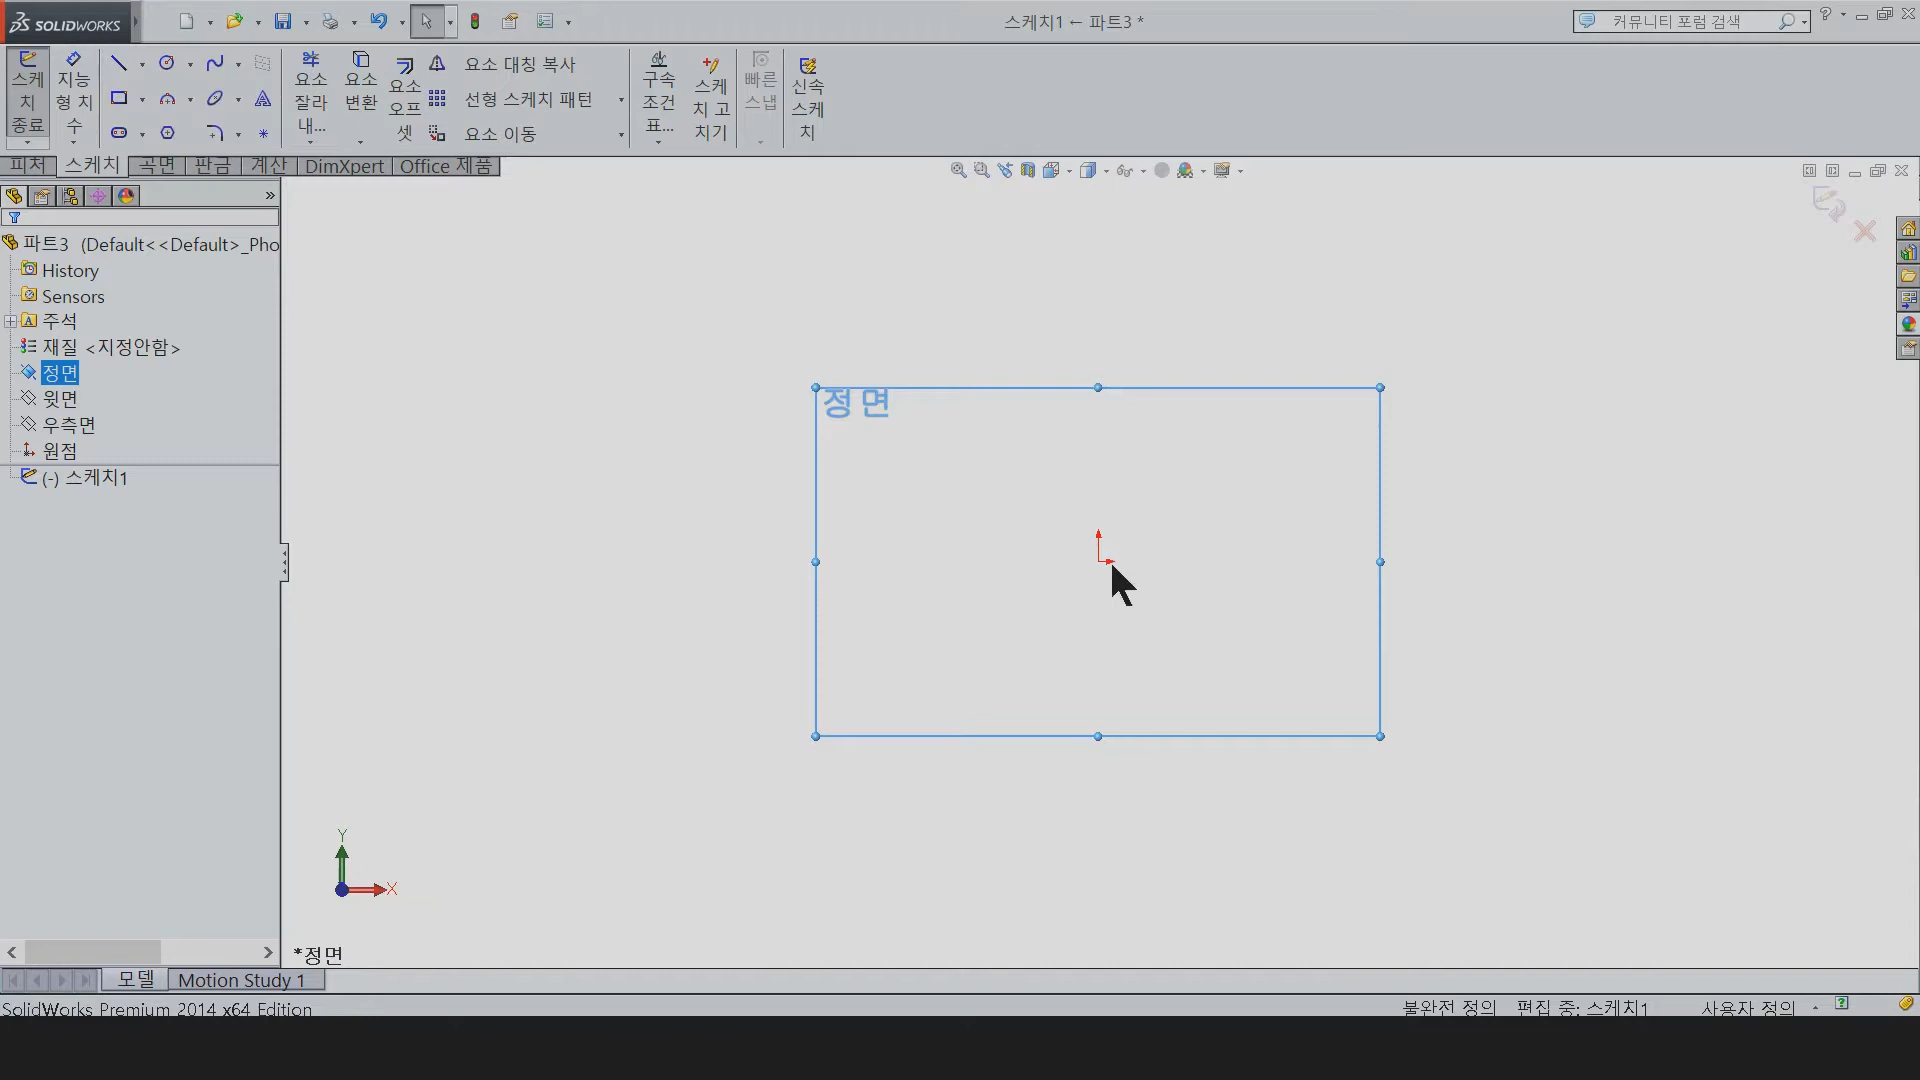 SOLIDWORKS
스케치1 ← 파트3 *
커뮤니티 포럼 검색
스케치 종료
지능형 치수
요소 잘라내...
요소 변환
요소 오프셋
요소 대칭 복사
선형 스케치 패턴
요소 이동
구속조건 표...
스케치 고치기
빠른 스냅
신속 스케치
피처
스케치
곡면
판금
계산
DimXpert
Office 제품
파트3 (Default<<Default>_Pho
History
Sensors
주석
재질 <지정안함>
정면
윗면
우측면
원점
(-) 스케치1
정면
Y
X
*정면
모델
Motion Study 1
SolidWorks Premium 2014 x64 Edition
불완전 정의
편집 중: 스케치1
사용자 정의